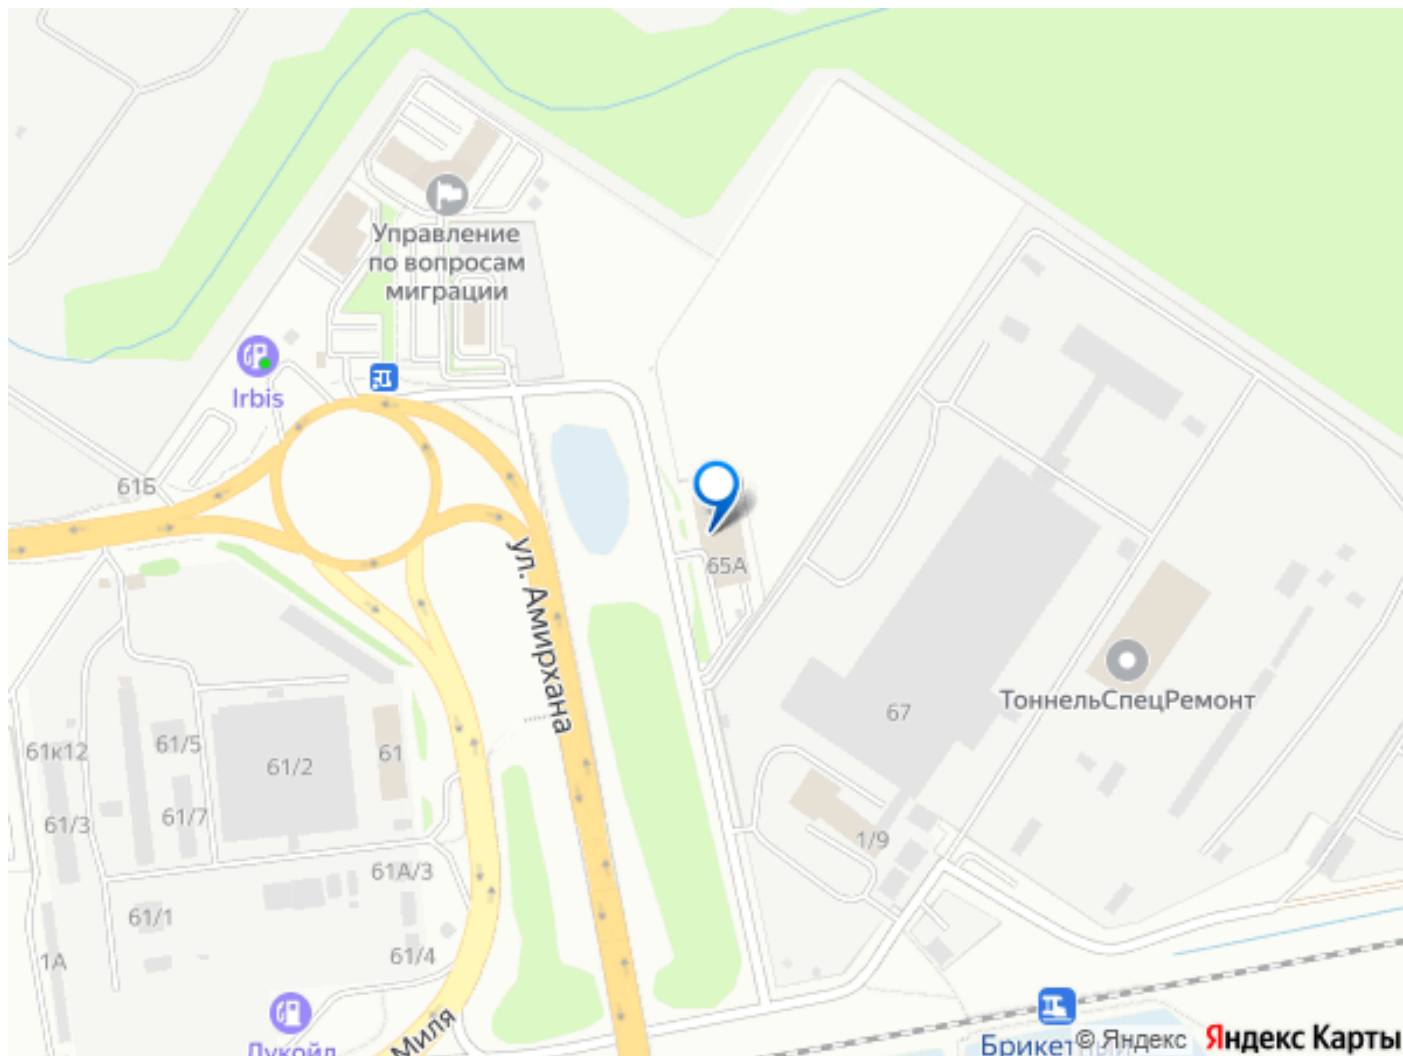 Управление
по вопросам
миграции
Irbis
61Б
ул. Амирхана
65А
ТоннельСпецРемонт
67
61к12
61/5
61/2
61
61/3
61/7
1/9
61А/3
61/1
61/4
1А
Лукойл
Миля
Брикетный
© Яндекс
Яндекс Карты